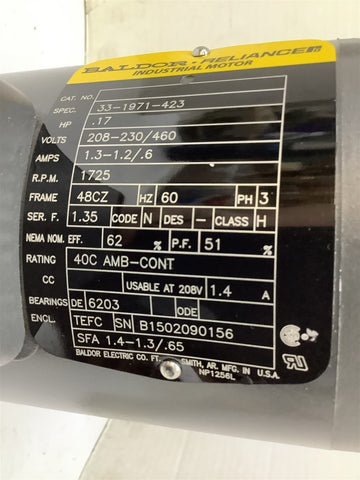 BALDOR • RELIANCE
INDUSTRIAL MOTOR
CAT. NO.
SPEC. 33-1971-423
HP .17
VOLTS 208-230/460
AMPS 1.3-1.2/.6
R.P.M. 1725
FRAME 48CZ HZ 60 PH 3
SER. F. 1.35 CODE N DES - CLASS H
NEMA NOM. EFF. 62 % P.F. 51 %
RATING 40C AMB-CONT
CC USABLE AT 208V 1.4 A
BEARINGS DE 6203 ODE
ENCL. TEFC SN B1502090156
SFA 1.4-1.3/.65
BALDOR ELECTRIC CO. FT. SMITH, AR. MFG. IN U.S.A.
NP1256L